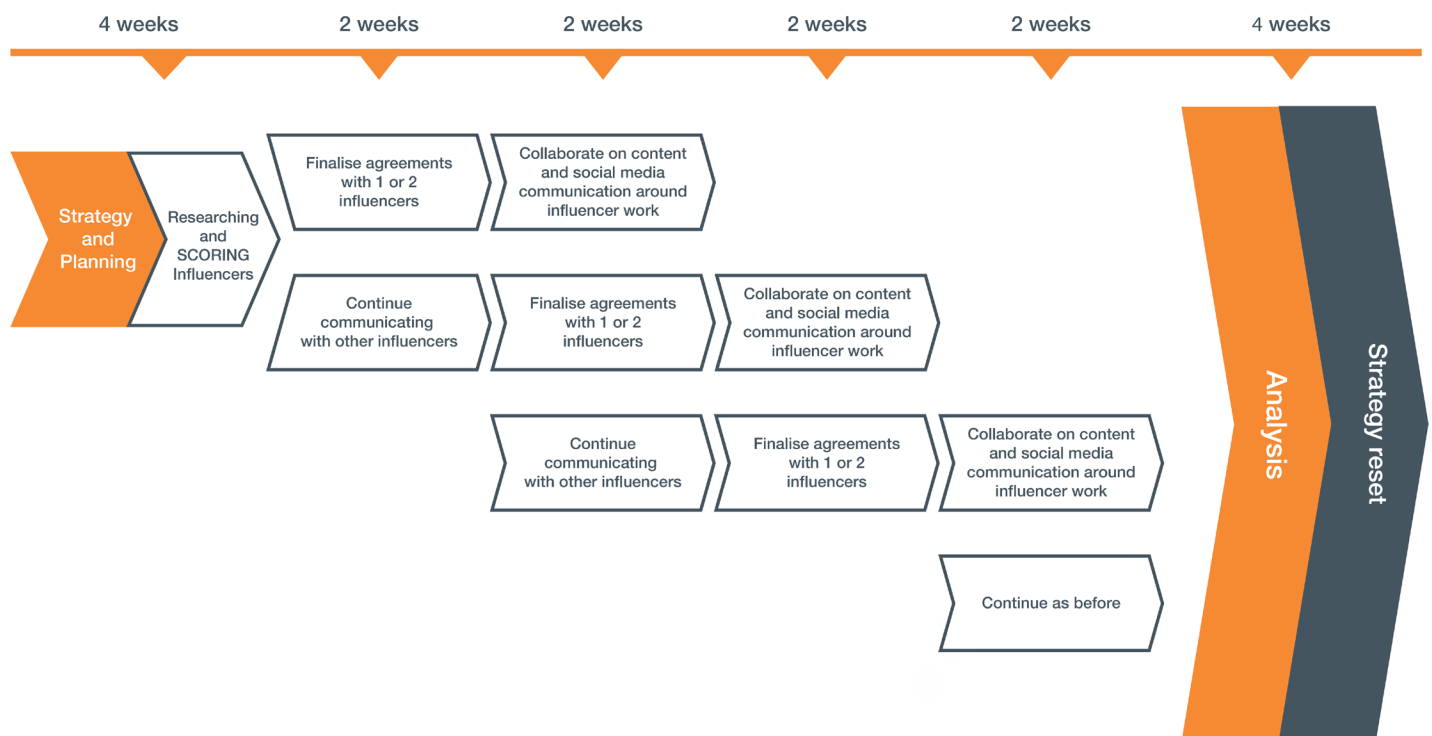 4 weeks
2 weeks
2 weeks
2 weeks
2 weeks
4 weeks
Strategy
and
Planning
Researching
and
SCORING
Influencers
Finalise agreements
with 1 or 2
influencers
Collaborate on content
and social media
communication around
influencer work
Continue
communicating
with other influencers
Finalise agreements
with 1 or 2
influencers
Collaborate on content
and social media
communication around
influencer work
Continue
communicating
with other influencers
Finalise agreements
with 1 or 2
influencers
Collaborate on content
and social media
communication around
influencer work
Continue as before
Analysis
Strategy reset